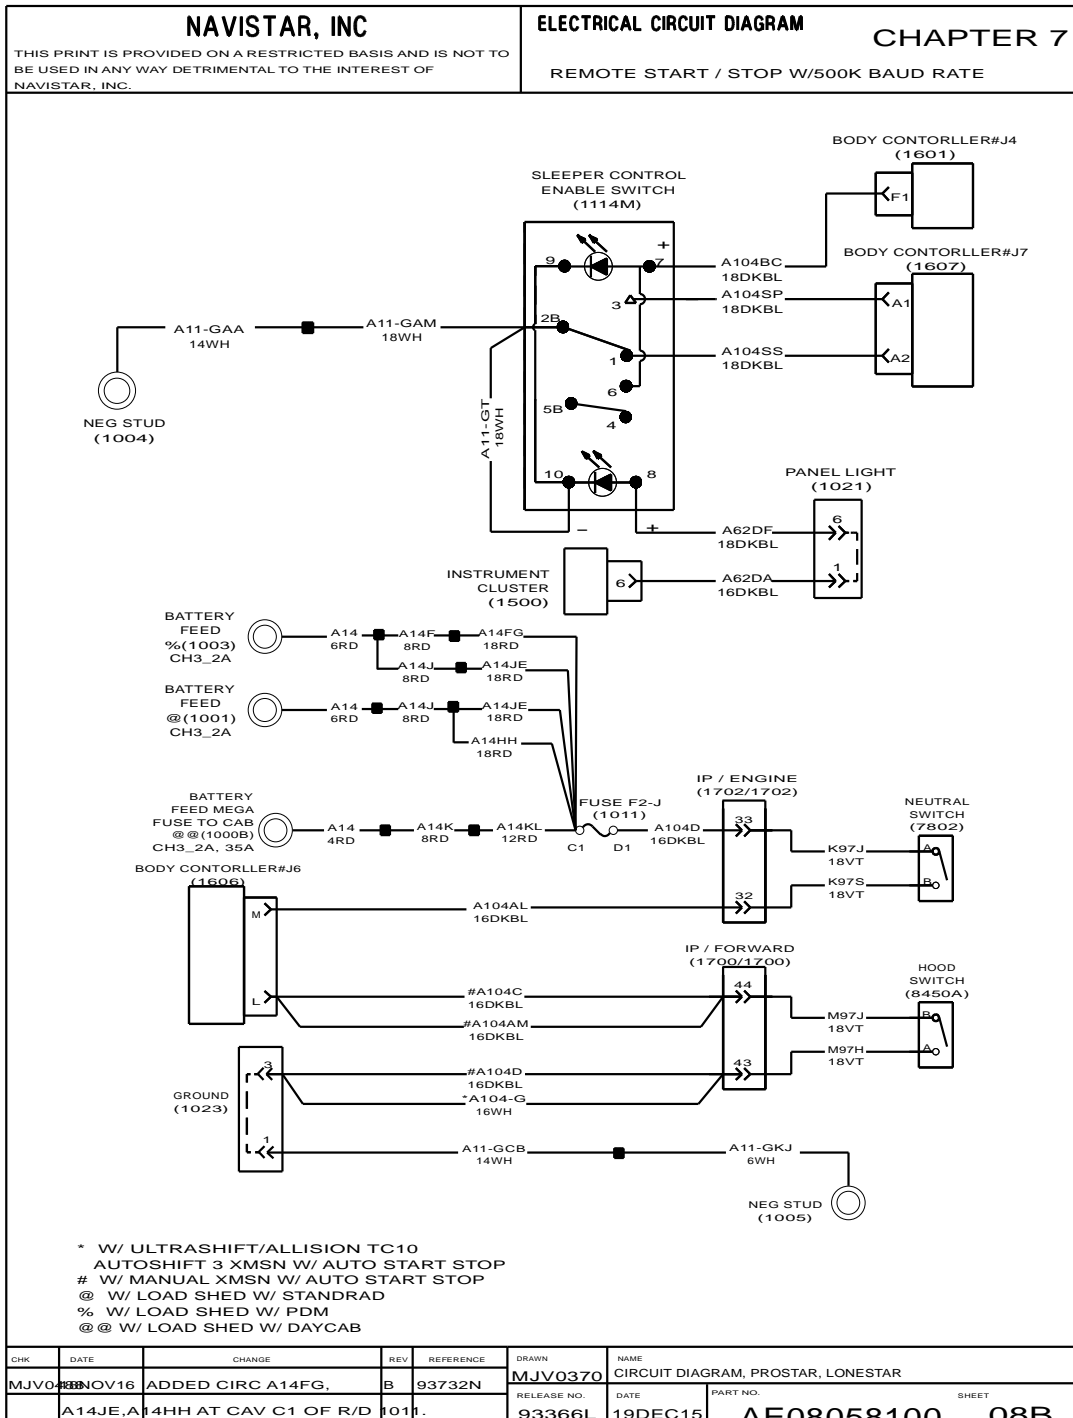 NAVISTAR, INC
THIS PRINT IS PROVIDED ON A RESTRICTED BASIS AND IS NOT TO
BE USED IN ANY WAY DETRIMENTAL TO THE INTEREST OF
NAVISTAR, INC.
ELECTRICAL CIRCUIT DIAGRAM
CHAPTER 7
REMOTE START / STOP W/500K BAUD RATE
BODY CONTORLLER#J4
(1601)
F1
SLEEPER CONTROL
ENABLE SWITCH
(1114M)
BODY CONTORLLER#J7
(1607)
A1
A2
+
9
7
3
2B
1
6
5B
4
10
8
−
+
A104BC
18DKBL
A104SP
18DKBL
A104SS
18DKBL
A11-GAA
14WH
A11-GAM
18WH
A11-GT
18WH
NEG STUD
(1004)
PANEL LIGHT
(1021)
6
1
A62DF
18DKBL
A62DA
16DKBL
INSTRUMENT
CLUSTER
(1500)
6
BATTERY
FEED
%(1003)
CH3_2A
A14
6RD
A14F
8RD
A14FG
18RD
A14J
8RD
A14JE
18RD
BATTERY
FEED
@(1001)
CH3_2A
A14
6RD
A14J
8RD
A14JE
18RD
A14HH
18RD
BATTERY
FEED MEGA
FUSE TO CAB
@@(1000B)
CH3_2A, 35A
A14
4RD
A14K
8RD
A14KL
12RD
FUSE F2-J
(1011)
C1
D1
A104D
16DKBL
IP / ENGINE
(1702/1702)
33
32
NEUTRAL
SWITCH
(7802)
A
B
K97J
18VT
K97S
18VT
BODY CONTORLLER#J6
(1606)
M
L
A104AL
16DKBL
IP / FORWARD
(1700/1700)
44
43
HOOD
SWITCH
(8450A)
B
A
#A104C
16DKBL
#A104AM
16DKBL
M97J
18VT
M97H
18VT
#A104D
16DKBL
*A104-G
16WH
GROUND
(1023)
3
1
A11-GCB
14WH
A11-GKJ
6WH
NEG STUD
(1005)
* W/ ULTRASHIFT/ALLISION TC10
AUTOSHIFT 3 XMSN W/ AUTO START STOP
# W/ MANUAL XMSN W/ AUTO START STOP
@ W/ LOAD SHED W/ STANDRAD
% W/ LOAD SHED W/ PDM
@@ W/ LOAD SHED W/ DAYCAB
CHK DATE CHANGE REV REFERENCE
ADDED CIRC A14FG, B 93732N
A14JE,A14HH AT CAV C1 OF R/D 1011.
DRAWN
MJV0370
NAME
CIRCUIT DIAGRAM, PROSTAR, LONESTAR
RELEASE NO.
93366L
DATE
19DEC15
PART NO.
AE08058100
SHEET
08B